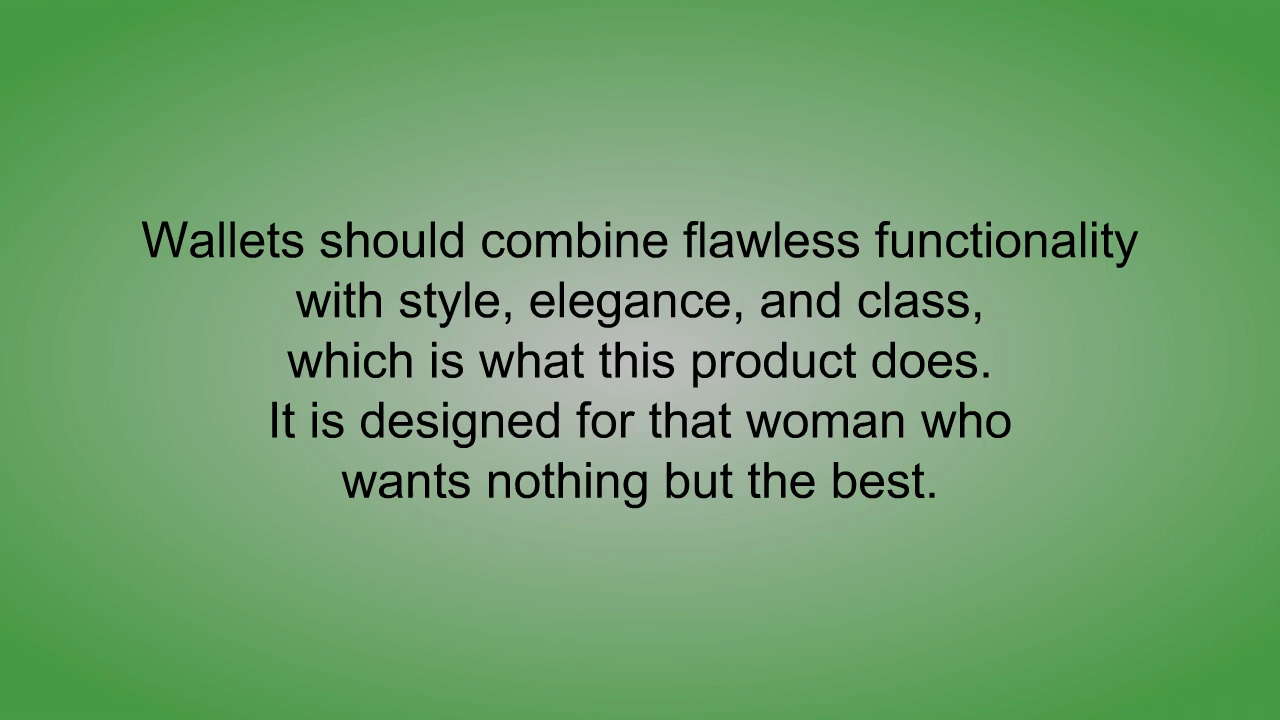 Wallets should combine flawless functionality
with style, elegance, and class,
which is what this product does.
It is designed for that woman who
wants nothing but the best.